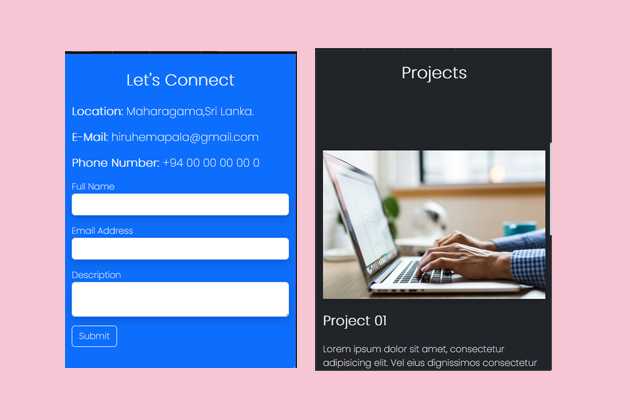 Let's Connect
Location: Maharagama,Sri Lanka.
E-Mail: hiruhemapala@gmail.com
Phone Number: +94 00 00 00 00 0
Full Name
Email Address
Description
Submit
Projects
Project 01
Lorem ipsum dolor sit amet, consectetur
adipisicing elit. Vel eius dignissimos consectetur